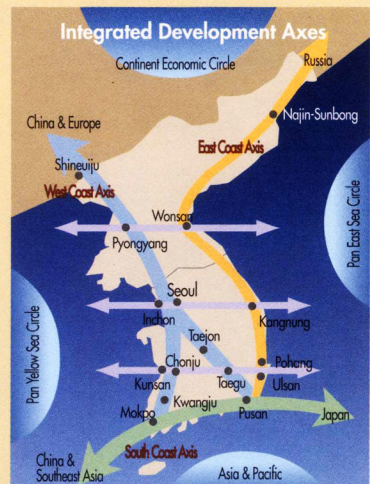 Integrated Development Axes
Continent Economic Circle
Russia
Najin-Sunbong
China & Europe
East Coast Axis
Shineuiju
West Coast Axis
Wonsan
Pyongyang
Pan East Sea Circle
Seoul
Inchon
Kangnung
Pan Yellow Sea Circle
Taejon
Chonju
Pohang
Kunsan
Taegu
Ulsan
Kwangju
Mokpo
Pusan
Japan
South Coast Axis
China &
Southeast Asia
Asia & Pacific